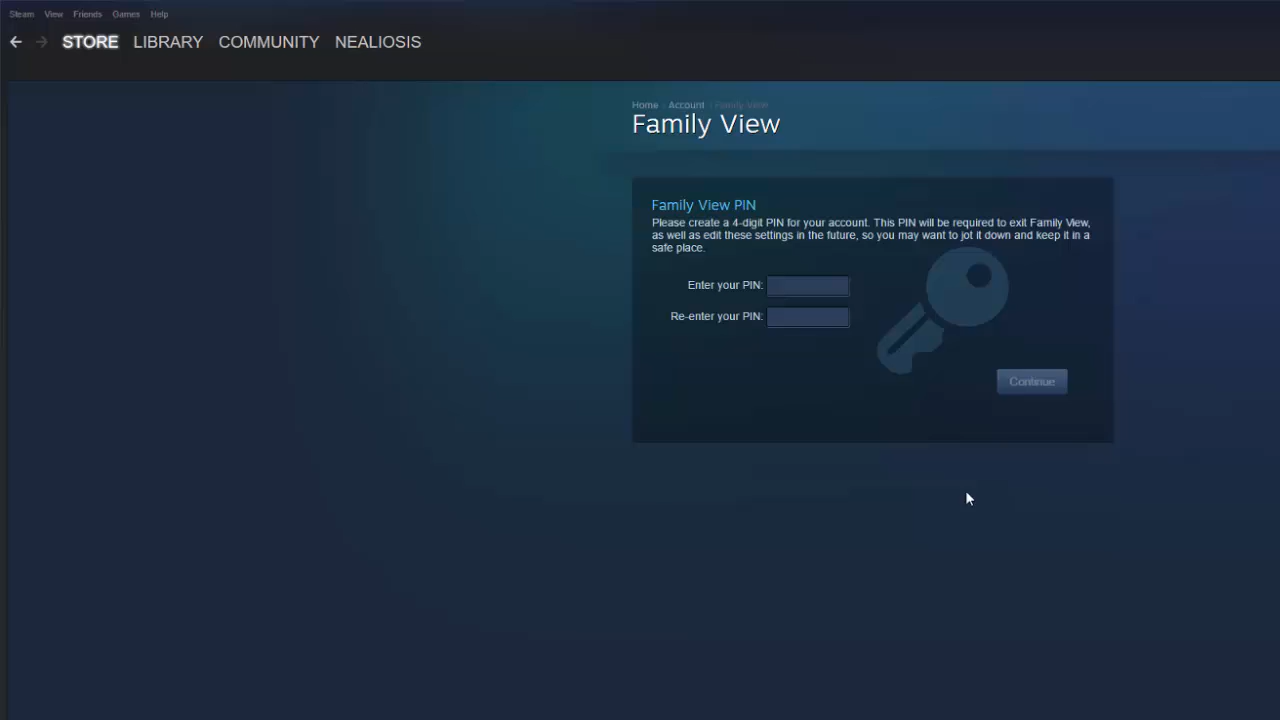 Steam View Friends Games Help
STORE LIBRARY COMMUNITY NEALIOSIS
Home › Account › Family View
Family View
Family View PIN
Please create a 4-digit PIN for your account. This PIN will be required to exit Family View,
as well as edit these settings in the future, so you may want to jot it down and keep it in a
safe place.
Enter your PIN:
Re-enter your PIN:
Continue